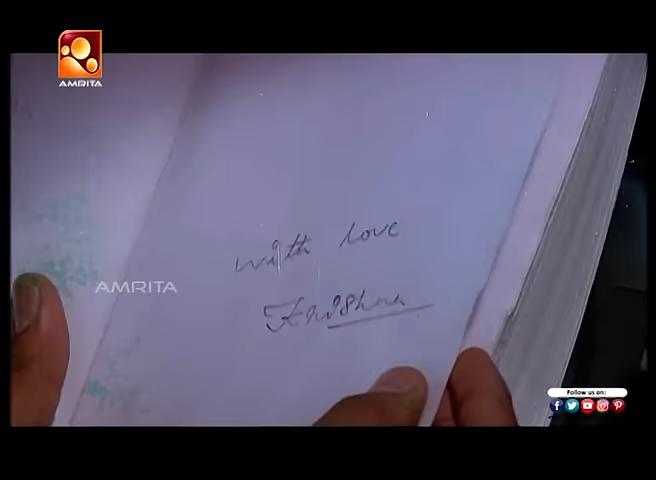 AMRITA
with love
AMRITA
Krishna
Follow us on: